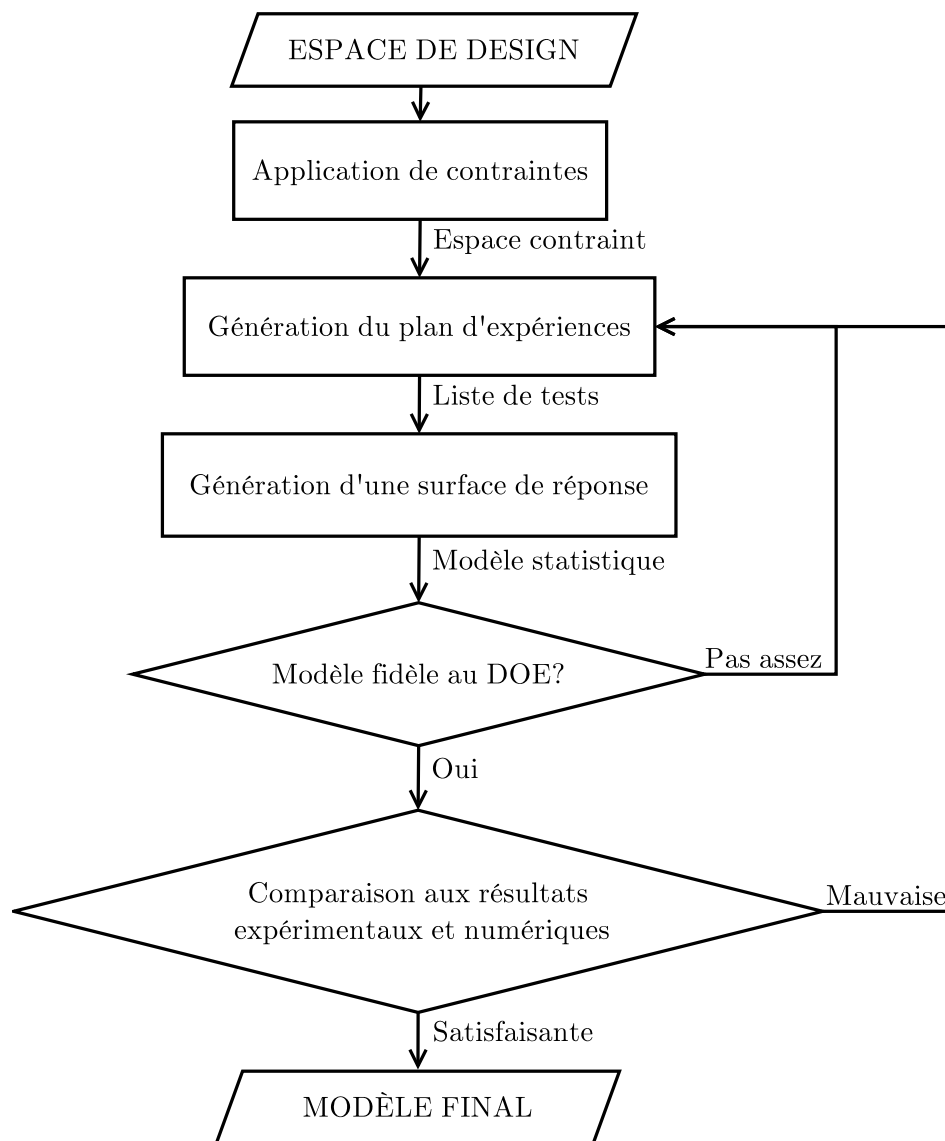 ESPACE DE DESIGN
Application de contraintes
Espace contraint
Génération du plan d'expériences
Liste de tests
Génération d'une surface de réponse
Modèle statistique
Modèle fidèle au DOE?
Pas assez
Oui
Comparaison aux résultats
expérimentaux et numériques
Mauvaise
Satisfaisante
MODÈLE FINAL